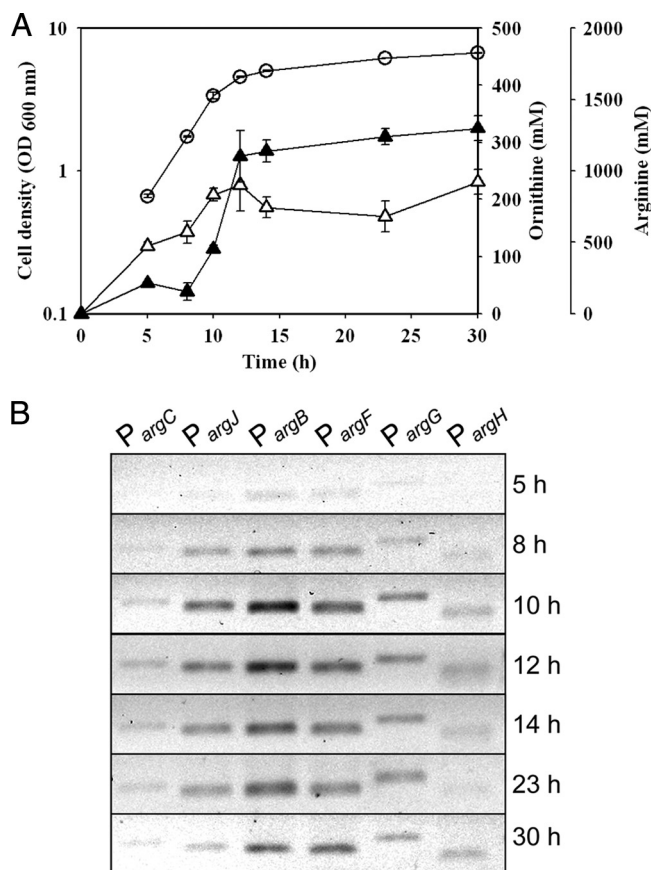 A
10
1
0.1
Cell density (OD 600 nm)
0 5 10 15 20 25 30
Time (h)
500
400
300
200
100
0
Ornithine (mM)
2000
1500
1000
500
0
Arginine (mM)
B
P argC P argJ P argB P argF P argG P argH
5 h
8 h
10 h
12 h
14 h
23 h
30 h